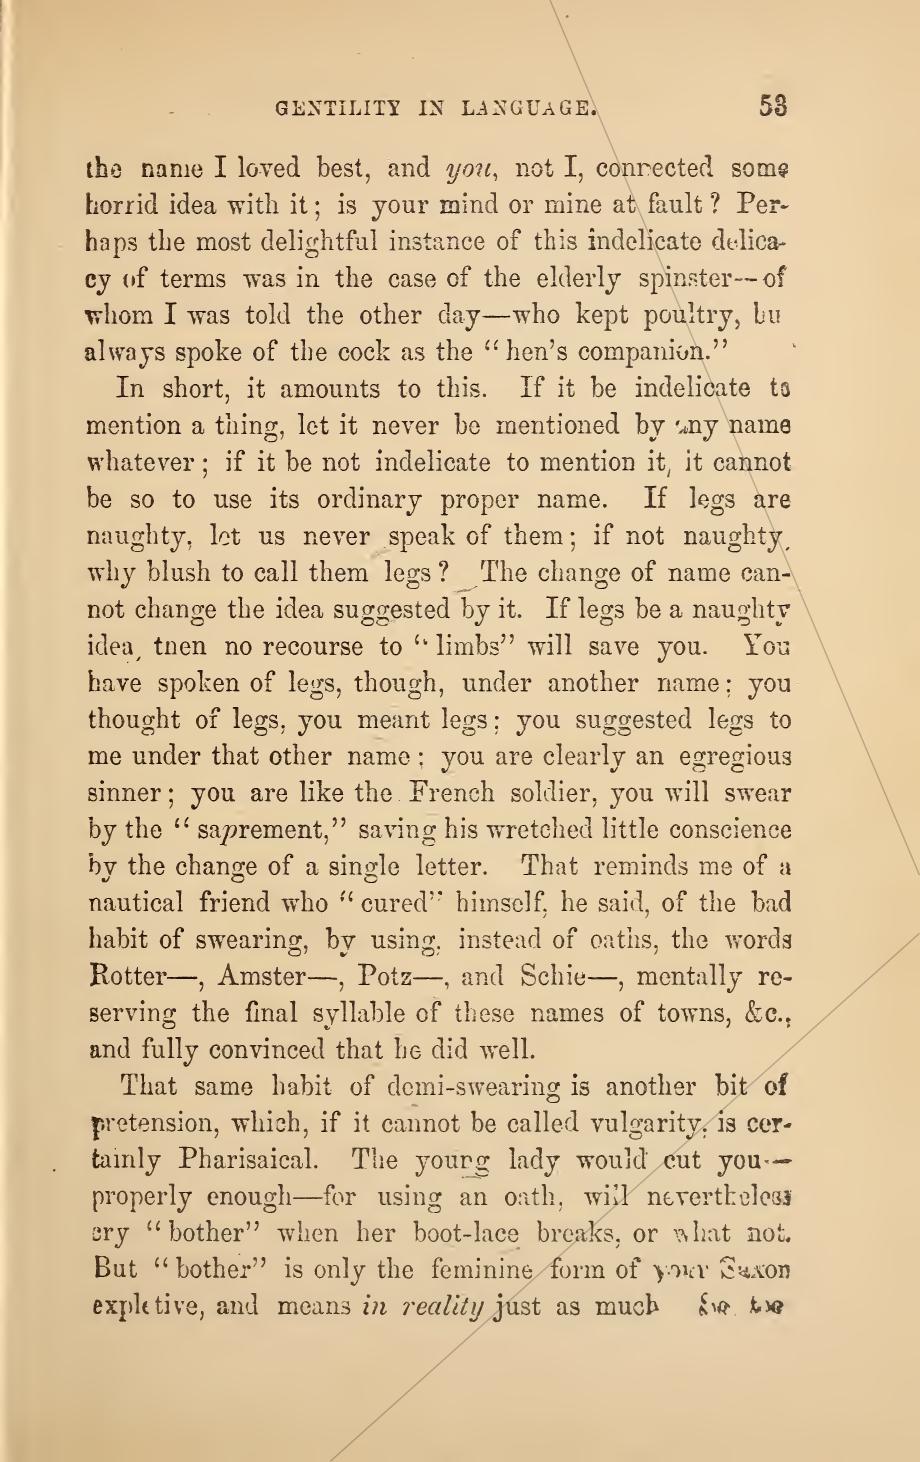 GENTILITY IN LANGUAGE. 53
the name I loved best, and you, not I, connected some
horrid idea with it ; is your mind or mine at fault ? Per-
haps the most delightful instance of this indelicate delica-
cy of terms was in the case of the elderly spinster--of
whom I was told the other day—who kept poultry, bu
always spoke of the cock as the “ hen’s companion.”
In short, it amounts to this. If it be indelicate to
mention a thing, let it never be mentioned by any name
whatever ; if it be not indelicate to mention it, it cannot
be so to use its ordinary proper name. If legs are
naughty, let us never speak of them ; if not naughty,
why blush to call them legs ? The change of name can-
not change the idea suggested by it. If legs be a naughty
idea, then no recourse to “ limbs” will save you. You
have spoken of legs, though, under another name ; you
thought of legs, you meant legs ; you suggested legs to
me under that other name ; you are clearly an egregious
sinner ; you are like the French soldier, you will swear
by the “ saprement,” saving his wretched little conscience
by the change of a single letter. That reminds me of a
nautical friend who “ cured” himself, he said, of the bad
habit of swearing, by using, instead of oaths, the words
Rotter—, Amster—, Potz—, and Schie—, mentally re-
serving the final syllable of these names of towns, &c.,
and fully convinced that he did well.
That same habit of demi-swearing is another bit of
pretension, which, if it cannot be called vulgarity, is cer-
tainly Pharisaical. The young lady would cut you—
properly enough—for using an oath, will nevertheless
cry “ bother” when her boot-lace breaks, or what not.
But “ bother” is only the feminine form of your Saxon
expletive, and means in reality just as much